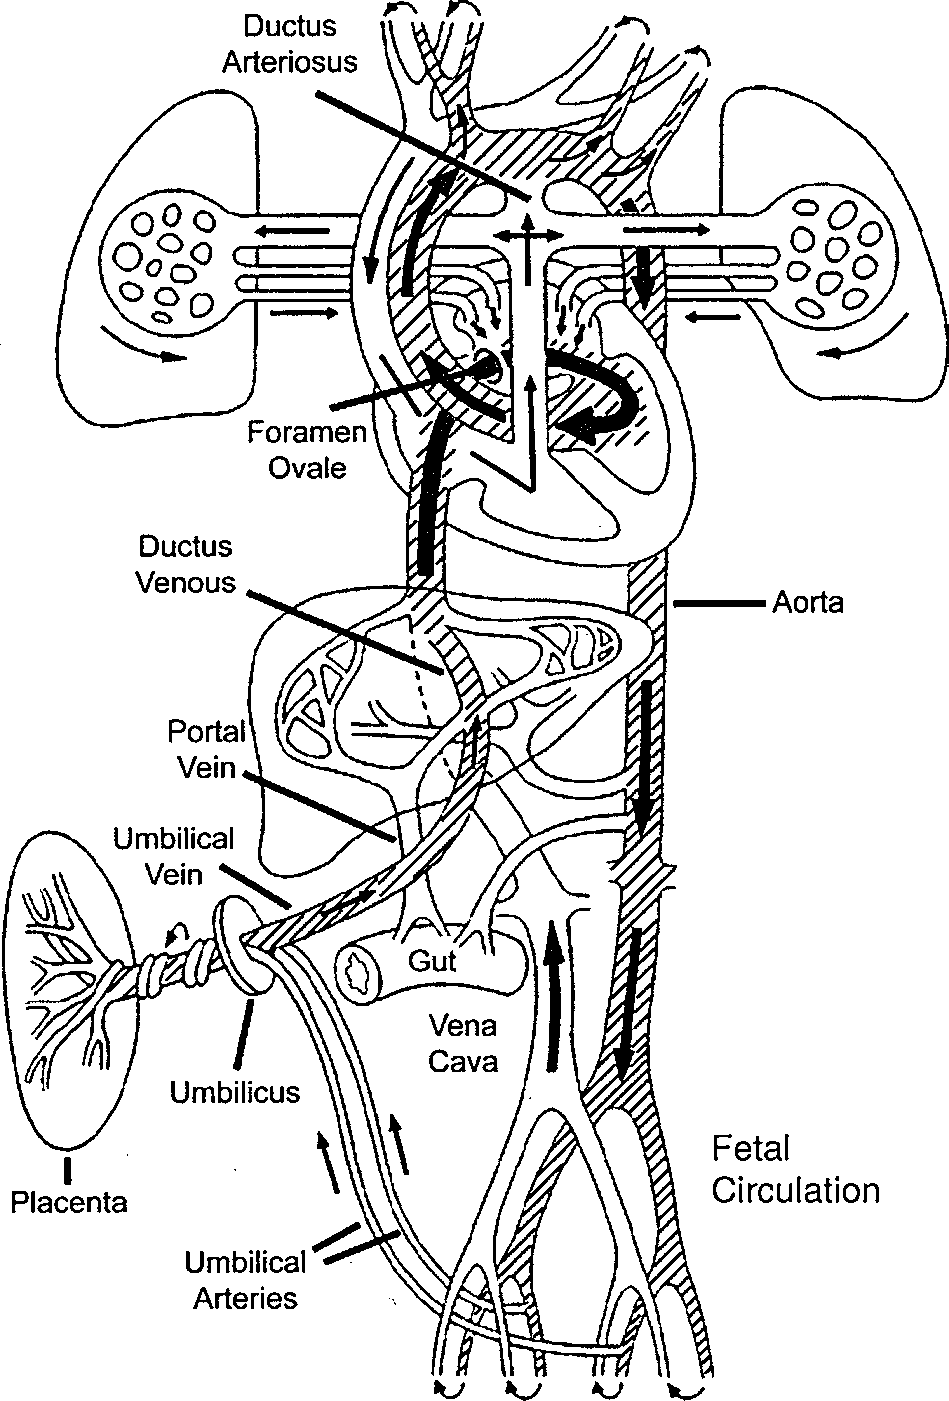 Ductus
Arteriosus
Foramen
Ovale
Ductus
Venous
Aorta
Portal
Vein
Umbilical
Vein
Gut
Vena
Cava
Umbilicus
Fetal
Circulation
Placenta
Umbilical
Arteries